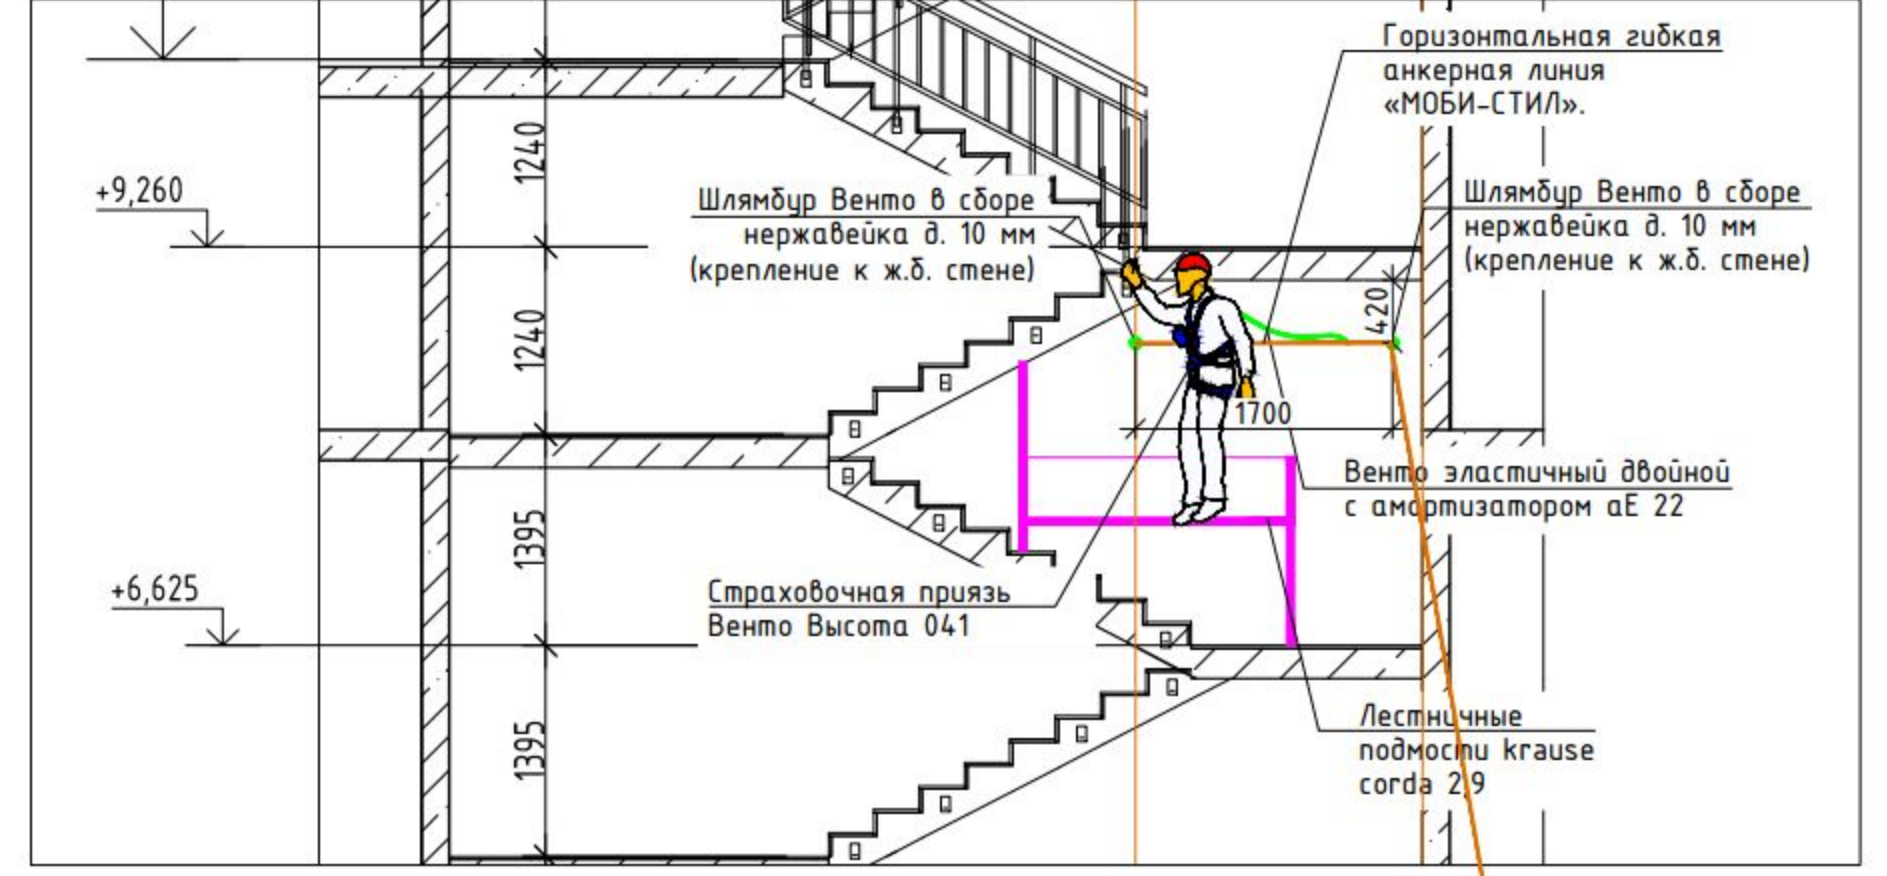 Горизонтальная гибкая
анкерная линия
«МОБИ-СТИЛ».
1240
+9,260
Шлямбур Венто в сборе
нержавейка д. 10 мм
(крепление к ж.б. стене)
Шлямбур Венто в сборе
нержавейка д. 10 мм
(крепление к ж.б. стене)
420
1240
1700
Венто эластичный двойной
с амортизатором аЕ 22
1395
+6,625
Страховочная приязь
Венто Высота 041
Лестничные
подмости krause
corda 2,9
1395